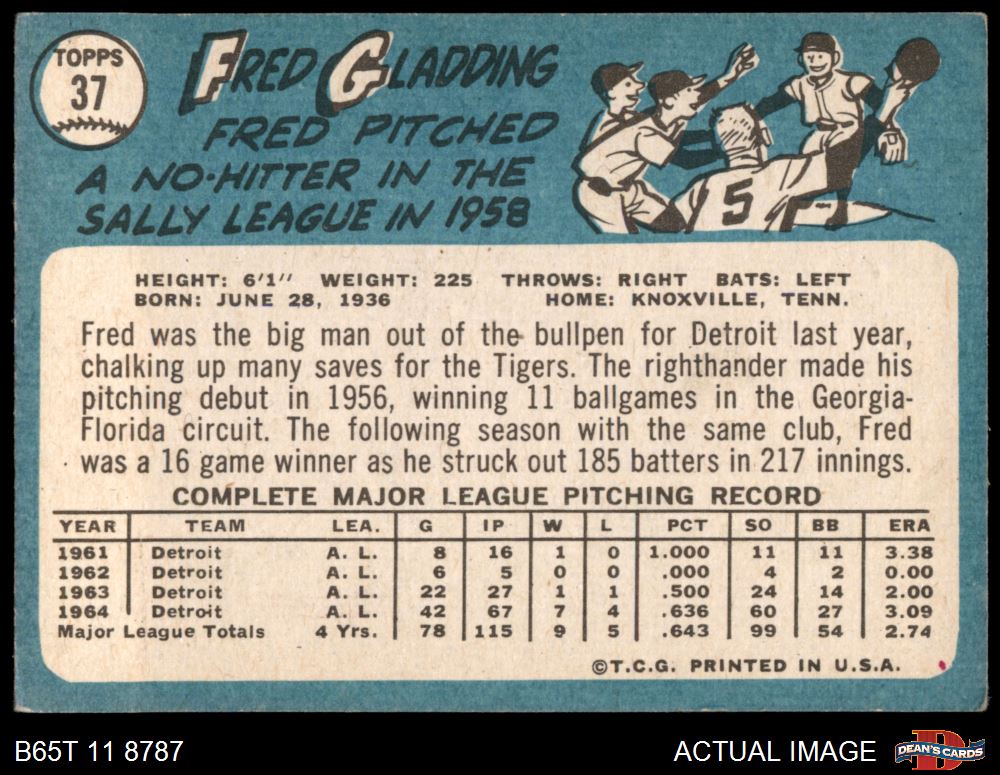 TOPPS
37
FRED GLADDING
FRED PITCHED
A NO-HITTER IN THE
SALLY LEAGUE IN 1958
5
HEIGHT: 6'1" WEIGHT: 225 THROWS: RIGHT BATS: LEFT
BORN: JUNE 28, 1936 HOME: KNOXVILLE, TENN.
Fred was the big man out of the bullpen for Detroit last year,
chalking up many saves for the Tigers. The righthander made his
pitching debut in 1956, winning 11 ballgames in the Georgia-
Florida circuit. The following season with the same club, Fred
was a 16 game winner as he struck out 185 batters in 217 innings.
COMPLETE MAJOR LEAGUE PITCHING RECORD
YEAR TEAM LEA. G IP W L PCT SO BB ERA
1961 Detroit A. L. 8 16 1 0 1.000 11 11 3.38
1962 Detroit A. L. 6 5 0 0 .000 4 2 0.00
1963 Detroit A. L. 22 27 1 1 .500 24 14 2.00
1964 Detroit A. L. 42 67 7 4 .636 60 27 3.09
Major League Totals 4 Yrs. 78 115 9 5 .643 99 54 2.74
©T.C.G. PRINTED IN U.S.A.
B65T 11 8787 ACTUAL IMAGE D DEAN'S CARDS